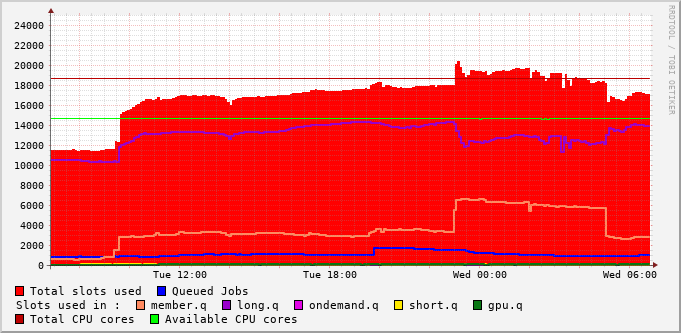 RRDTOOL / TOBI OETIKER
24000
22000
20000
18000
16000
14000
12000
10000
8000
6000
4000
2000
0
Tue 12:00 Tue 18:00 Wed 00:00 Wed 06:00
Total slots used Queued Jobs
Slots used in : member.q long.q ondemand.q short.q gpu.q
Total CPU cores Available CPU cores